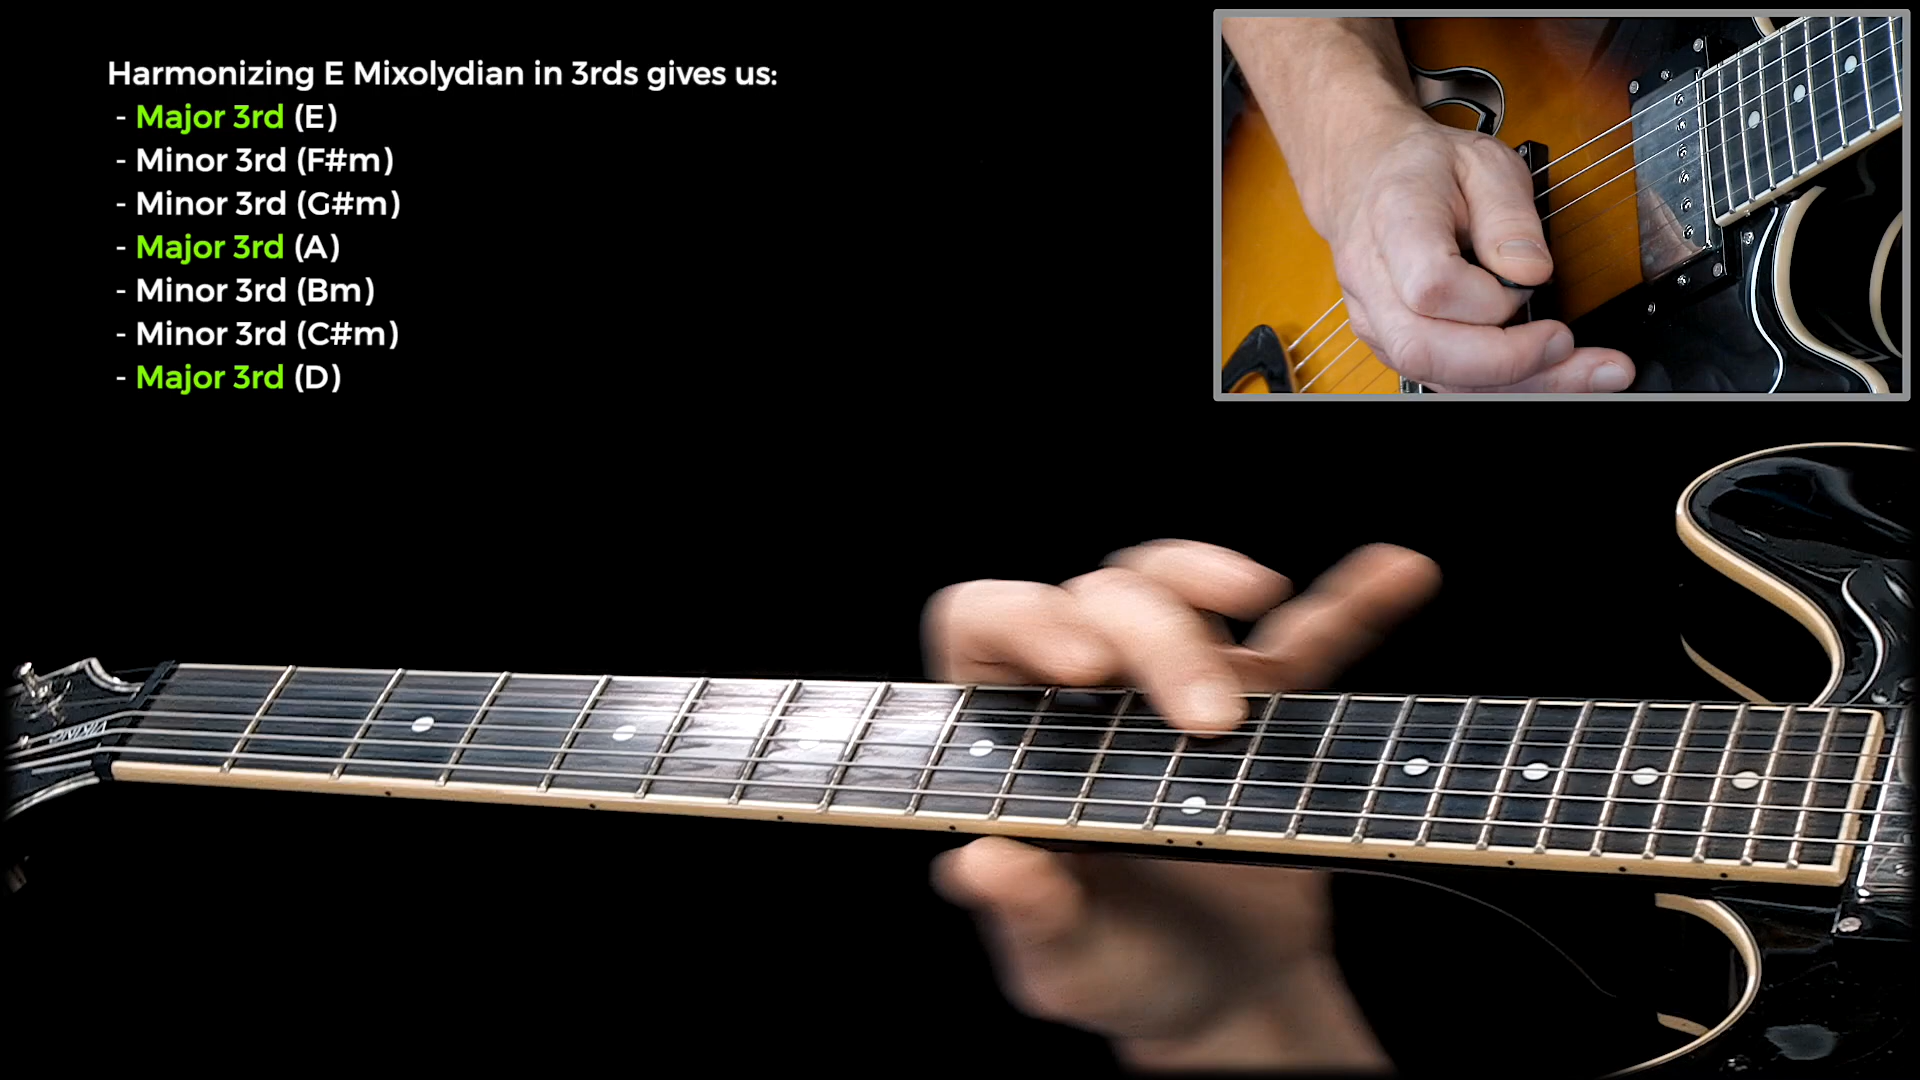 Harmonizing E Mixolydian in 3rds gives us:
- Major 3rd (E)
- Minor 3rd (F#m)
- Minor 3rd (G#m)
- Major 3rd (A)
- Minor 3rd (Bm)
- Minor 3rd (C#m)
- Major 3rd (D)
VIKING